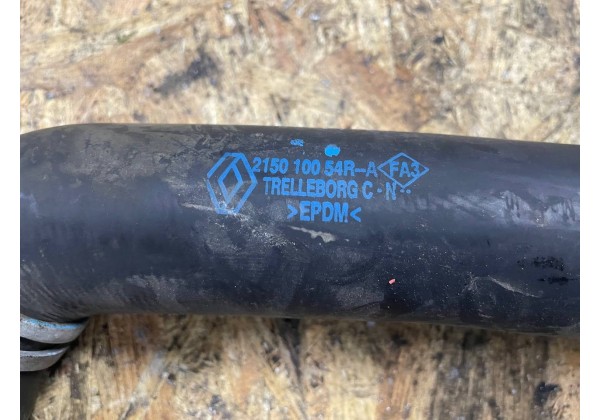 2150 100 54R-A FA3
TRELLEBORG C - N
>EPDM<